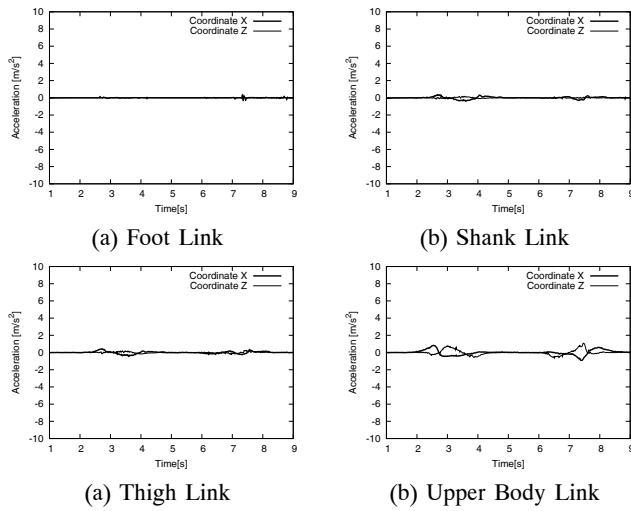 10
8
6
4
2
0
-2
-4
-6
-8
-10
Acceleration [m/s²]
Coordinate X
Coordinate Z
1 2 3 4 5 6 7 8 9
Time[s]
(a) Foot Link
10
8
6
4
2
0
-2
-4
-6
-8
-10
Acceleration [m/s²]
Coordinate X
Coordinate Z
1 2 3 4 5 6 7 8 9
Time[s]
(b) Shank Link
10
8
6
4
2
0
-2
-4
-6
-8
-10
Acceleration [m/s²]
Coordinate X
Coordinate Z
1 2 3 4 5 6 7 8 9
Time[s]
(a) Thigh Link
10
8
6
4
2
0
-2
-4
-6
-8
-10
Acceleration [m/s²]
Coordinate X
Coordinate Z
1 2 3 4 5 6 7 8 9
Time[s]
(b) Upper Body Link